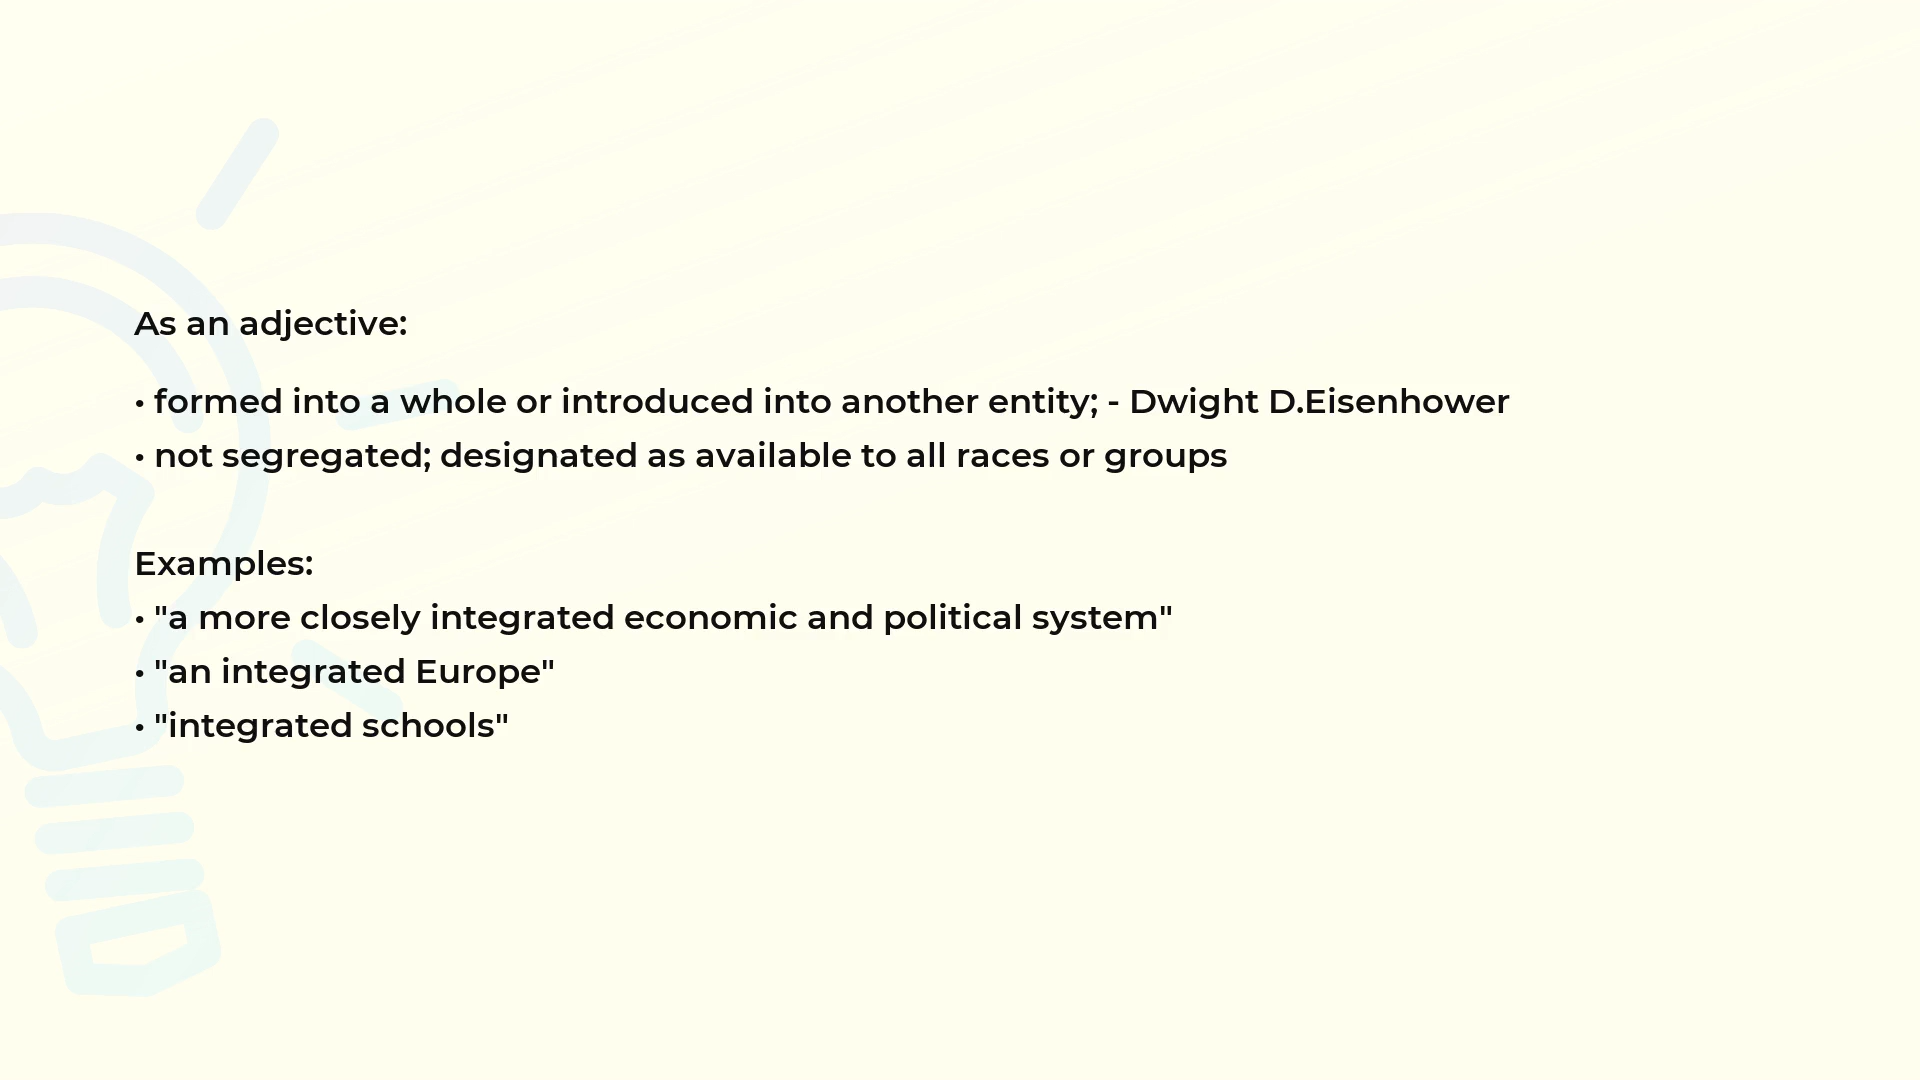 As an adjective:
• formed into a whole or introduced into another entity; - Dwight D.Eisenhower
• not segregated; designated as available to all races or groups
Examples:
• "a more closely integrated economic and political system"
• "an integrated Europe"
• "integrated schools"